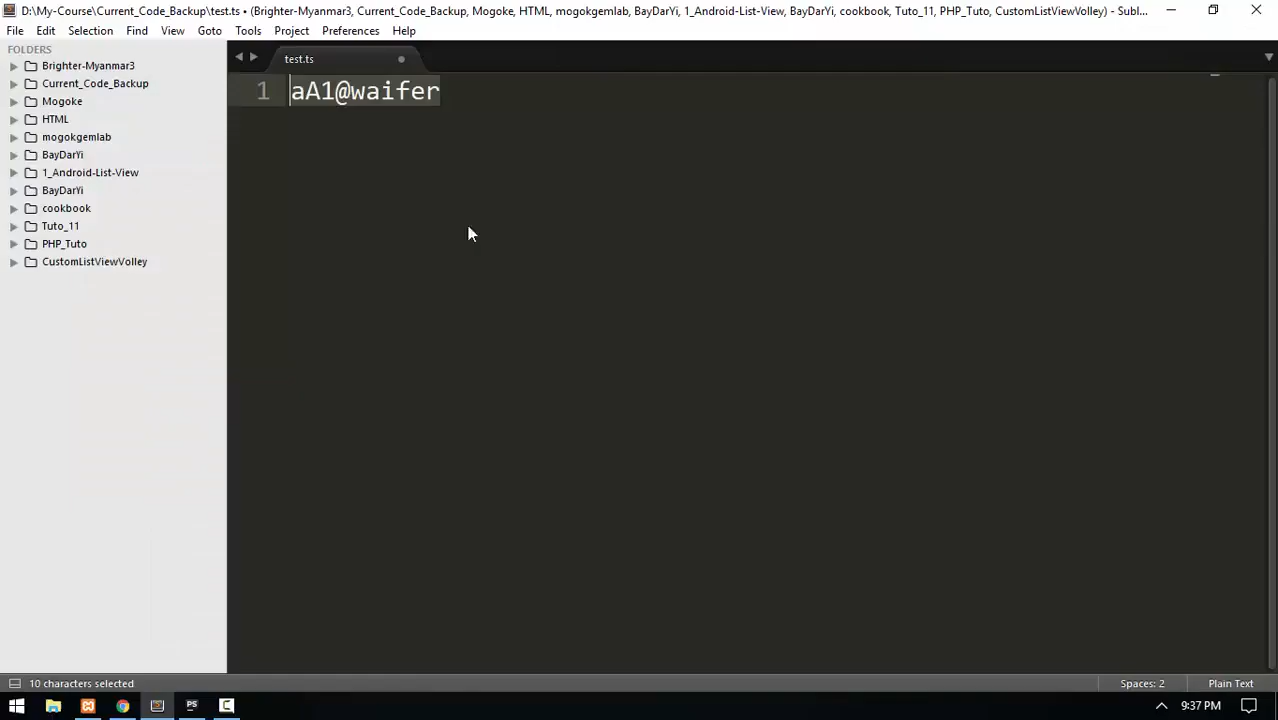 D:\My-Course\Current_Code_Backup\test.ts • (Brighter-Myanmar3, Current_Code_Backup, Mogoke, HTML, mogokgemlab, BayDarYi, 1_Android-List-View, BayDarYi, cookbook, Tuto_11, PHP_Tuto, CustomListViewVolley) - Subl...
File Edit Selection Find View Goto Tools Project Preferences Help
FOLDERS
Brighter-Myanmar3
Current_Code_Backup
Mogoke
HTML
mogokgemlab
BayDarYi
1_Android-List-View
BayDarYi
cookbook
Tuto_11
PHP_Tuto
CustomListViewVolley
test.ts
1 aA1@waifer
10 characters selected Spaces: 2 Plain Text
PS 9:37 PM